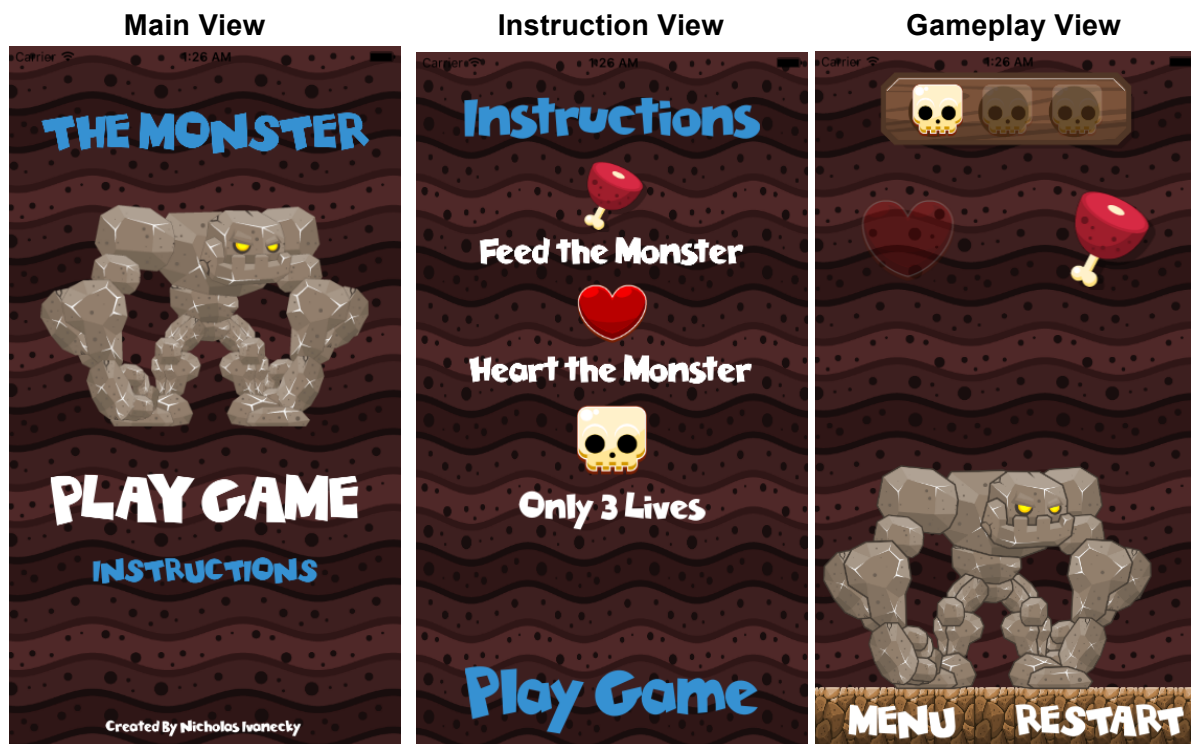 Main View
Carrier 1:26 AM
THE MONSTER
PLAY GAME
INSTRUCTIONS
Created By Nicholas Ivanecky
Instruction View
Carrier 1:26 AM
Instructions
Feed the Monster
Heart the Monster
Only 3 Lives
Play Game
Gameplay View
Carrier 1:26 AM
MENU RESTART